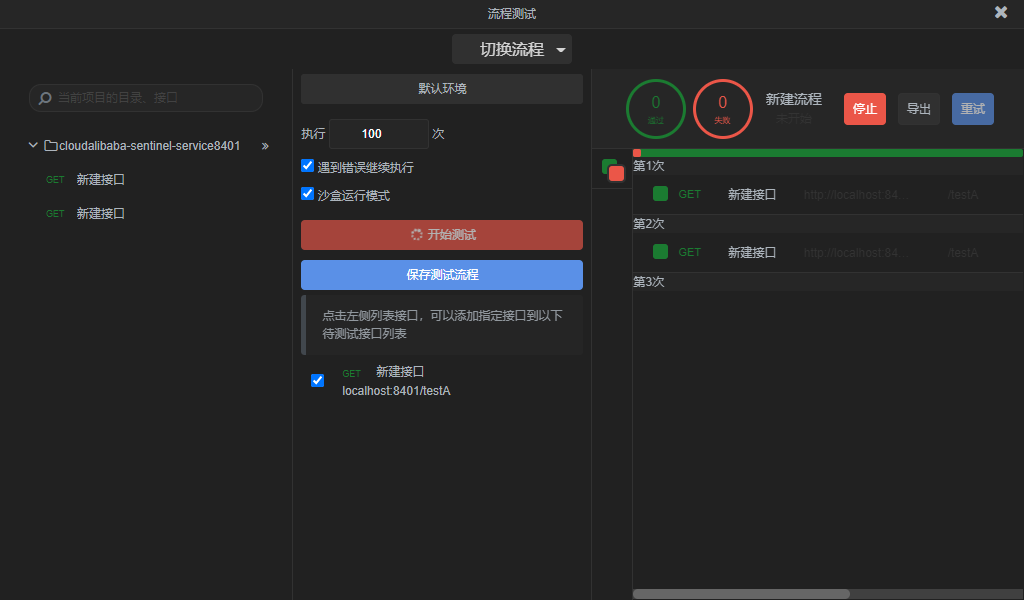 流程测试
切换流程
当前项目的目录、接口
cloudalibaba-sentinel-service8401
GET 新建接口
GET 新建接口
默认环境
执行 100 次
遇到错误继续执行
沙盒运行模式
开始测试
保存测试流程
点击左侧列表接口，可以添加指定接口到以下
待测试接口列表
GET 新建接口
localhost:8401/testA
0
通过
0
失败
新建流程
未开始
停止
导出
重试
第1次
GET 新建接口 http://localhost:84... /testA
第2次
GET 新建接口 http://localhost:84... /testA
第3次